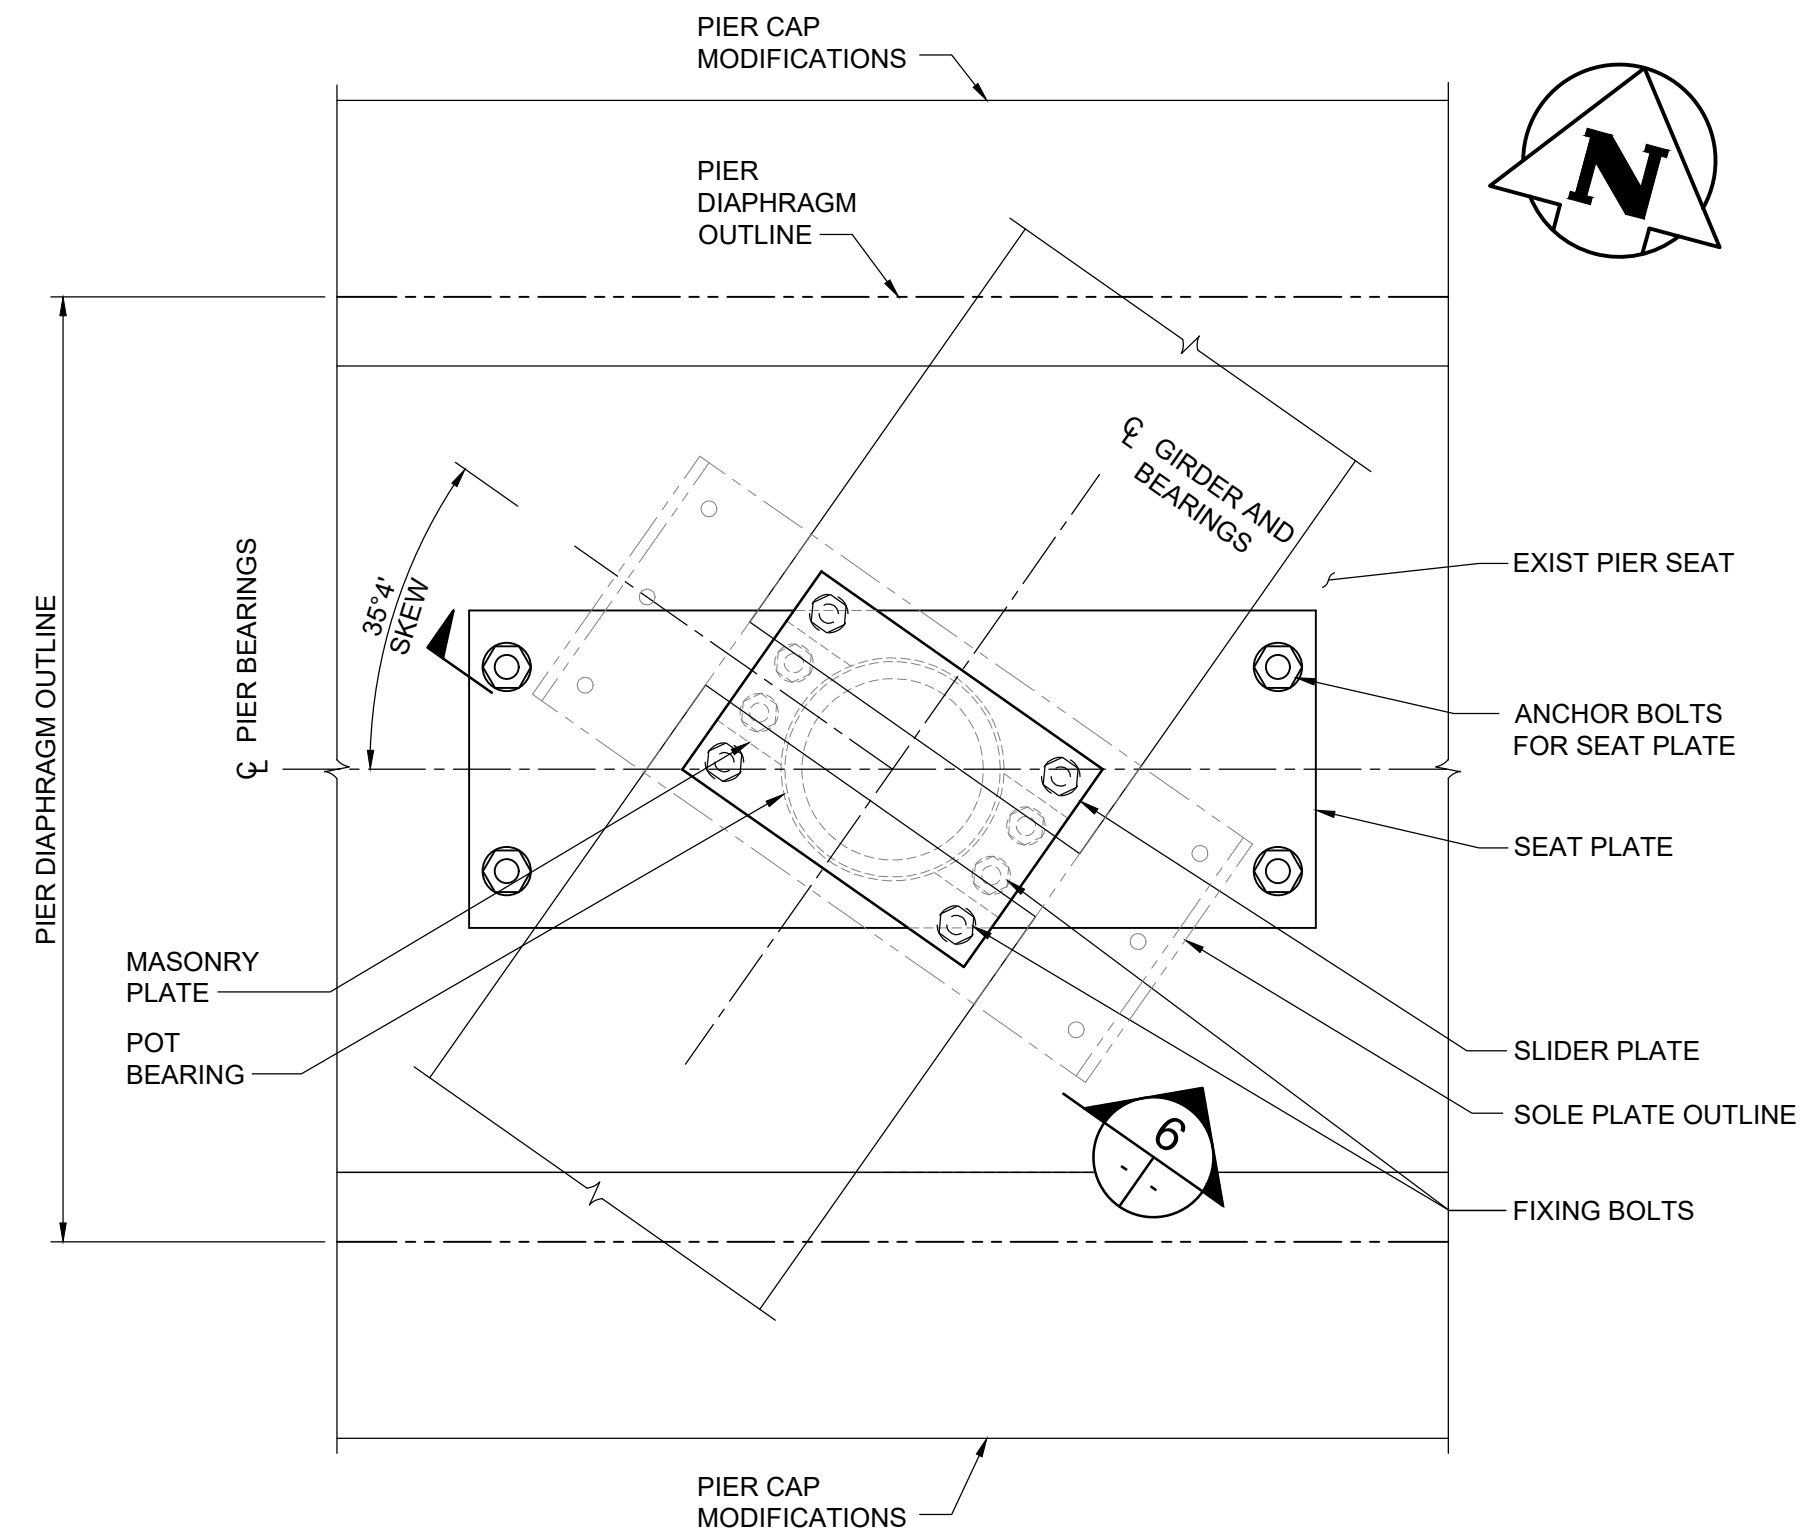 PIER CAP
MODIFICATIONS
N
PIER
DIAPHRAGM
OUTLINE
℄ GIRDER AND
BEARINGS
℄ PIER BEARINGS
35°4'
SKEW
PIER DIAPHRAGM OUTLINE
EXIST PIER SEAT
ANCHOR BOLTS
FOR SEAT PLATE
SEAT PLATE
MASONRY
PLATE
POT
BEARING
SLIDER PLATE
SOLE PLATE OUTLINE
6
- -
FIXING BOLTS
PIER CAP
MODIFICATIONS